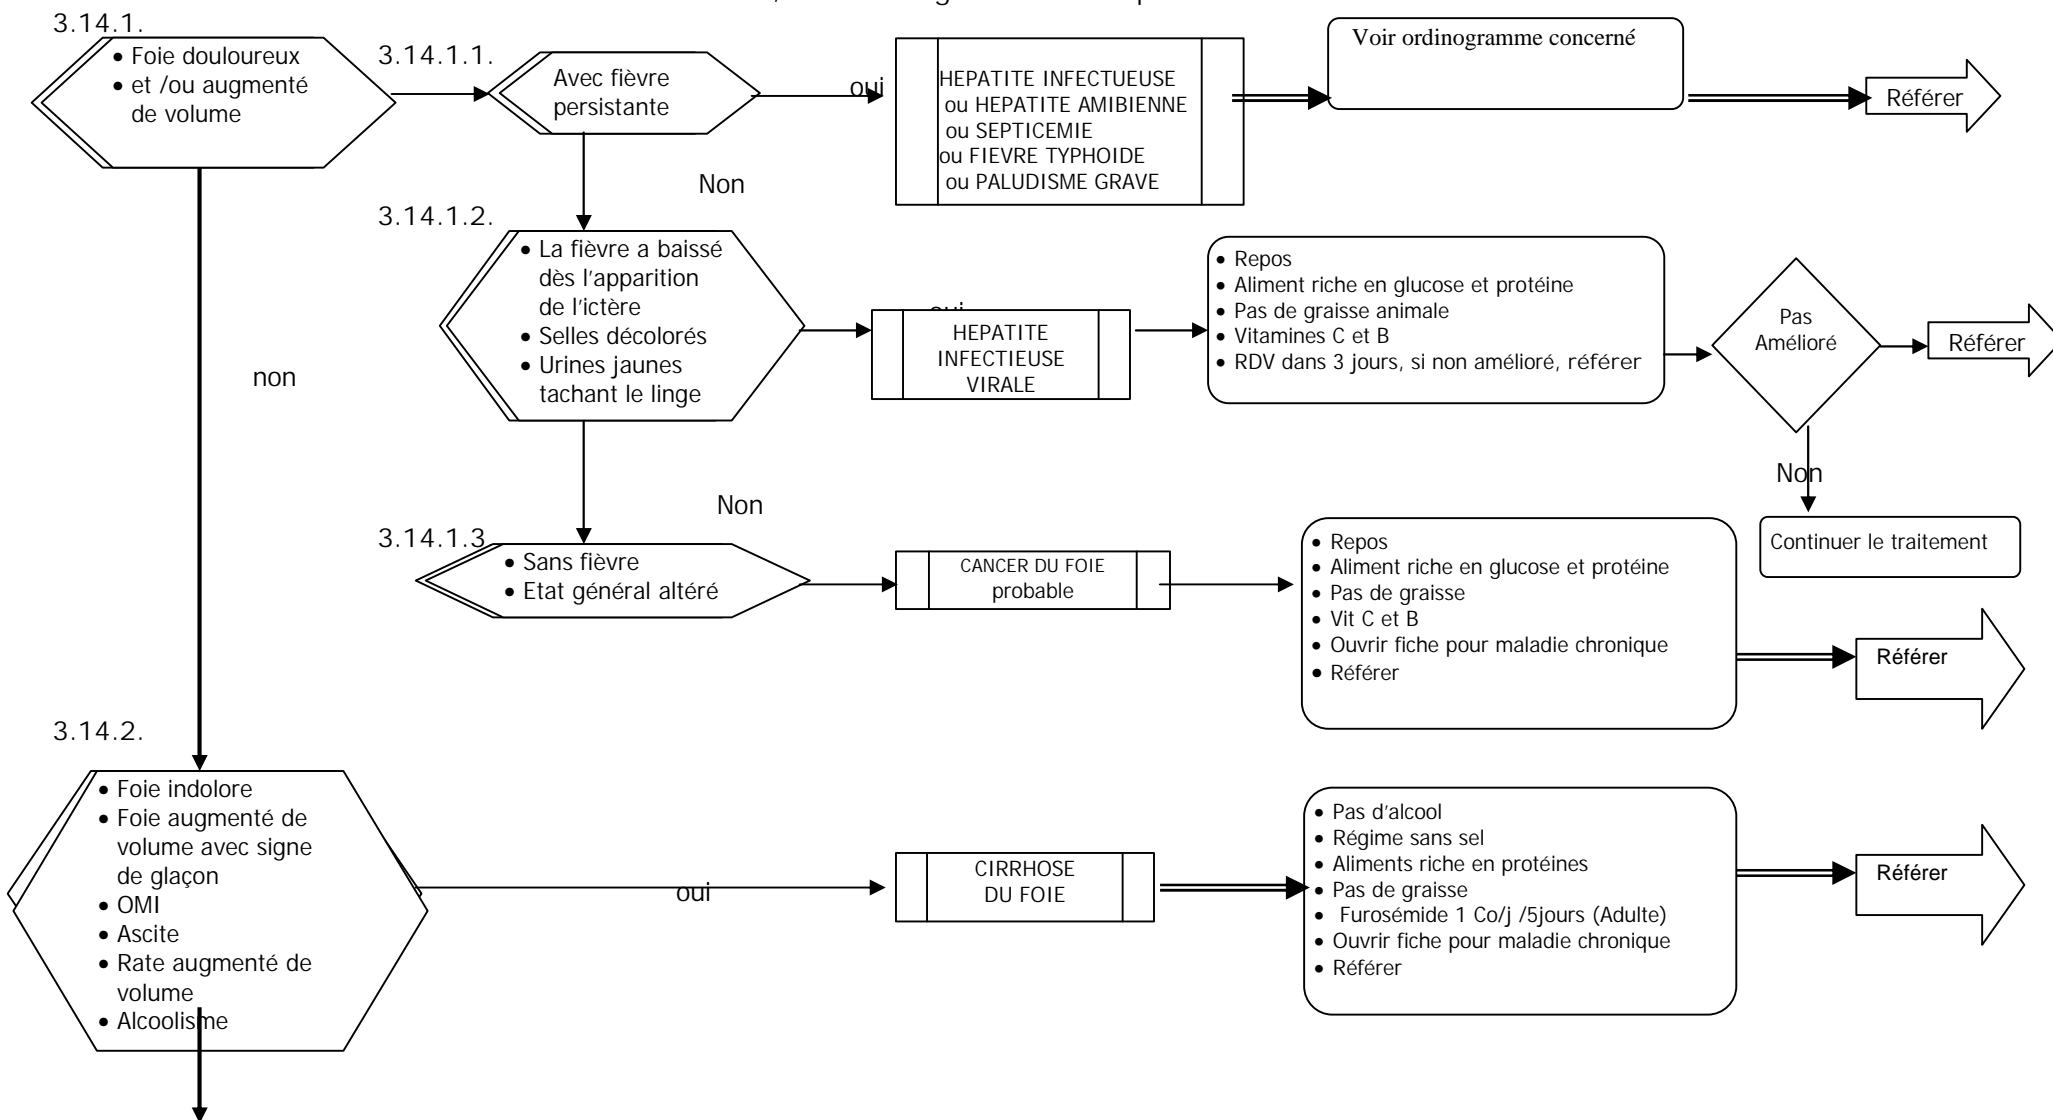 3.14.1.
• Foie douloureux
• et /ou augmenté
de volume
3.14.1.1.
Avec fièvre
persistante
oui
HEPATITE INFECTUEUSE
ou HEPATITE AMIBIENNE
ou SEPTICEMIE
ou FIEVRE TYPHOIDE
ou PALUDISME GRAVE
Voir ordinogramme concerné
Référer
Non
3.14.1.2.
• La fièvre a baissé
dès l'apparition
de l'ictère
• Selles décolorés
• Urines jaunes
tachant le linge
oui
HEPATITE
INFECTIEUSE
VIRALE
• Repos
• Aliment riche en glucose et protéine
• Pas de graisse animale
• Vitamines C et B
• RDV dans 3 jours, si non amélioré, référer
Pas
Amélioré
Référer
Non
Continuer le traitement
non
Non
3.14.1.3
• Sans fièvre
• Etat général altéré
CANCER DU FOIE
probable
• Repos
• Aliment riche en glucose et protéine
• Pas de graisse
• Vit C et B
• Ouvrir fiche pour maladie chronique
• Référer
Référer
3.14.2.
• Foie indolore
• Foie augmenté de
volume avec signe
de glaçon
• OMI
• Ascite
• Rate augmenté de
volume
• Alcoolisme
oui
CIRRHOSE
DU FOIE
• Pas d'alcool
• Régime sans sel
• Aliments riche en protéines
• Pas de graisse
• Furosémide 1 Co/j /5jours (Adulte)
• Ouvrir fiche pour maladie chronique
• Référer
Référer